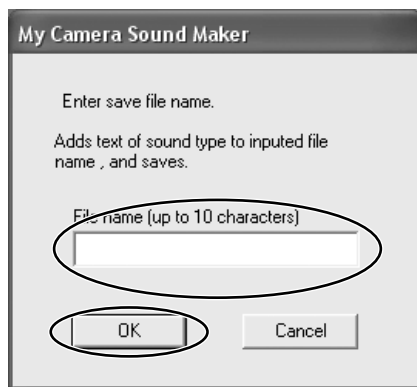 My Camera Sound Maker
Enter save file name.
Adds text of sound type to inputed file
name , and saves.
File name (up to 10 characters)
OK
Cancel